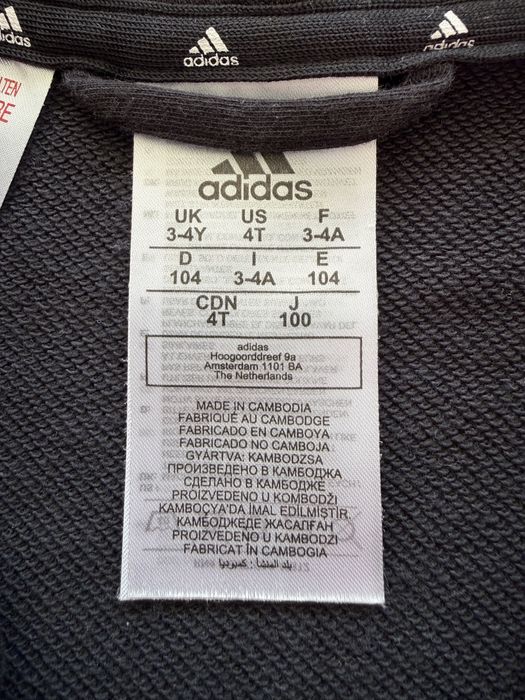 adidas
adidas
adidas
LTEN
RE
adidas
UK US F
3-4Y 4T 3-4A
D I E
104 3-4A 104
CDN J
4T 100
adidas
Hoogoorddreef 9a
Amsterdam 1101 BA
The Netherlands
MADE IN CAMBODIA
FABRIQUÉ AU CAMBODGE
FABRICADO EN CAMBOYA
FABRICADO NO CAMBOJA
GYÁRTVA: KAMBODZSA
ПРОИЗВЕДЕНО В КАМБОДЖА
СДЕЛАНО В КАМБОДЖЕ
PROIZVEDENO U KOMBODŽI
KAMBOÇYA'DA İMAL EDİLMİŞTİR
КАМБОДЖЕДЕ ЖАСАЛҒАН
PROIZVEDENO U KAMBODZI
FABRICAT ÎN CAMBOGIA
بلد المنشأ : كمبوديا